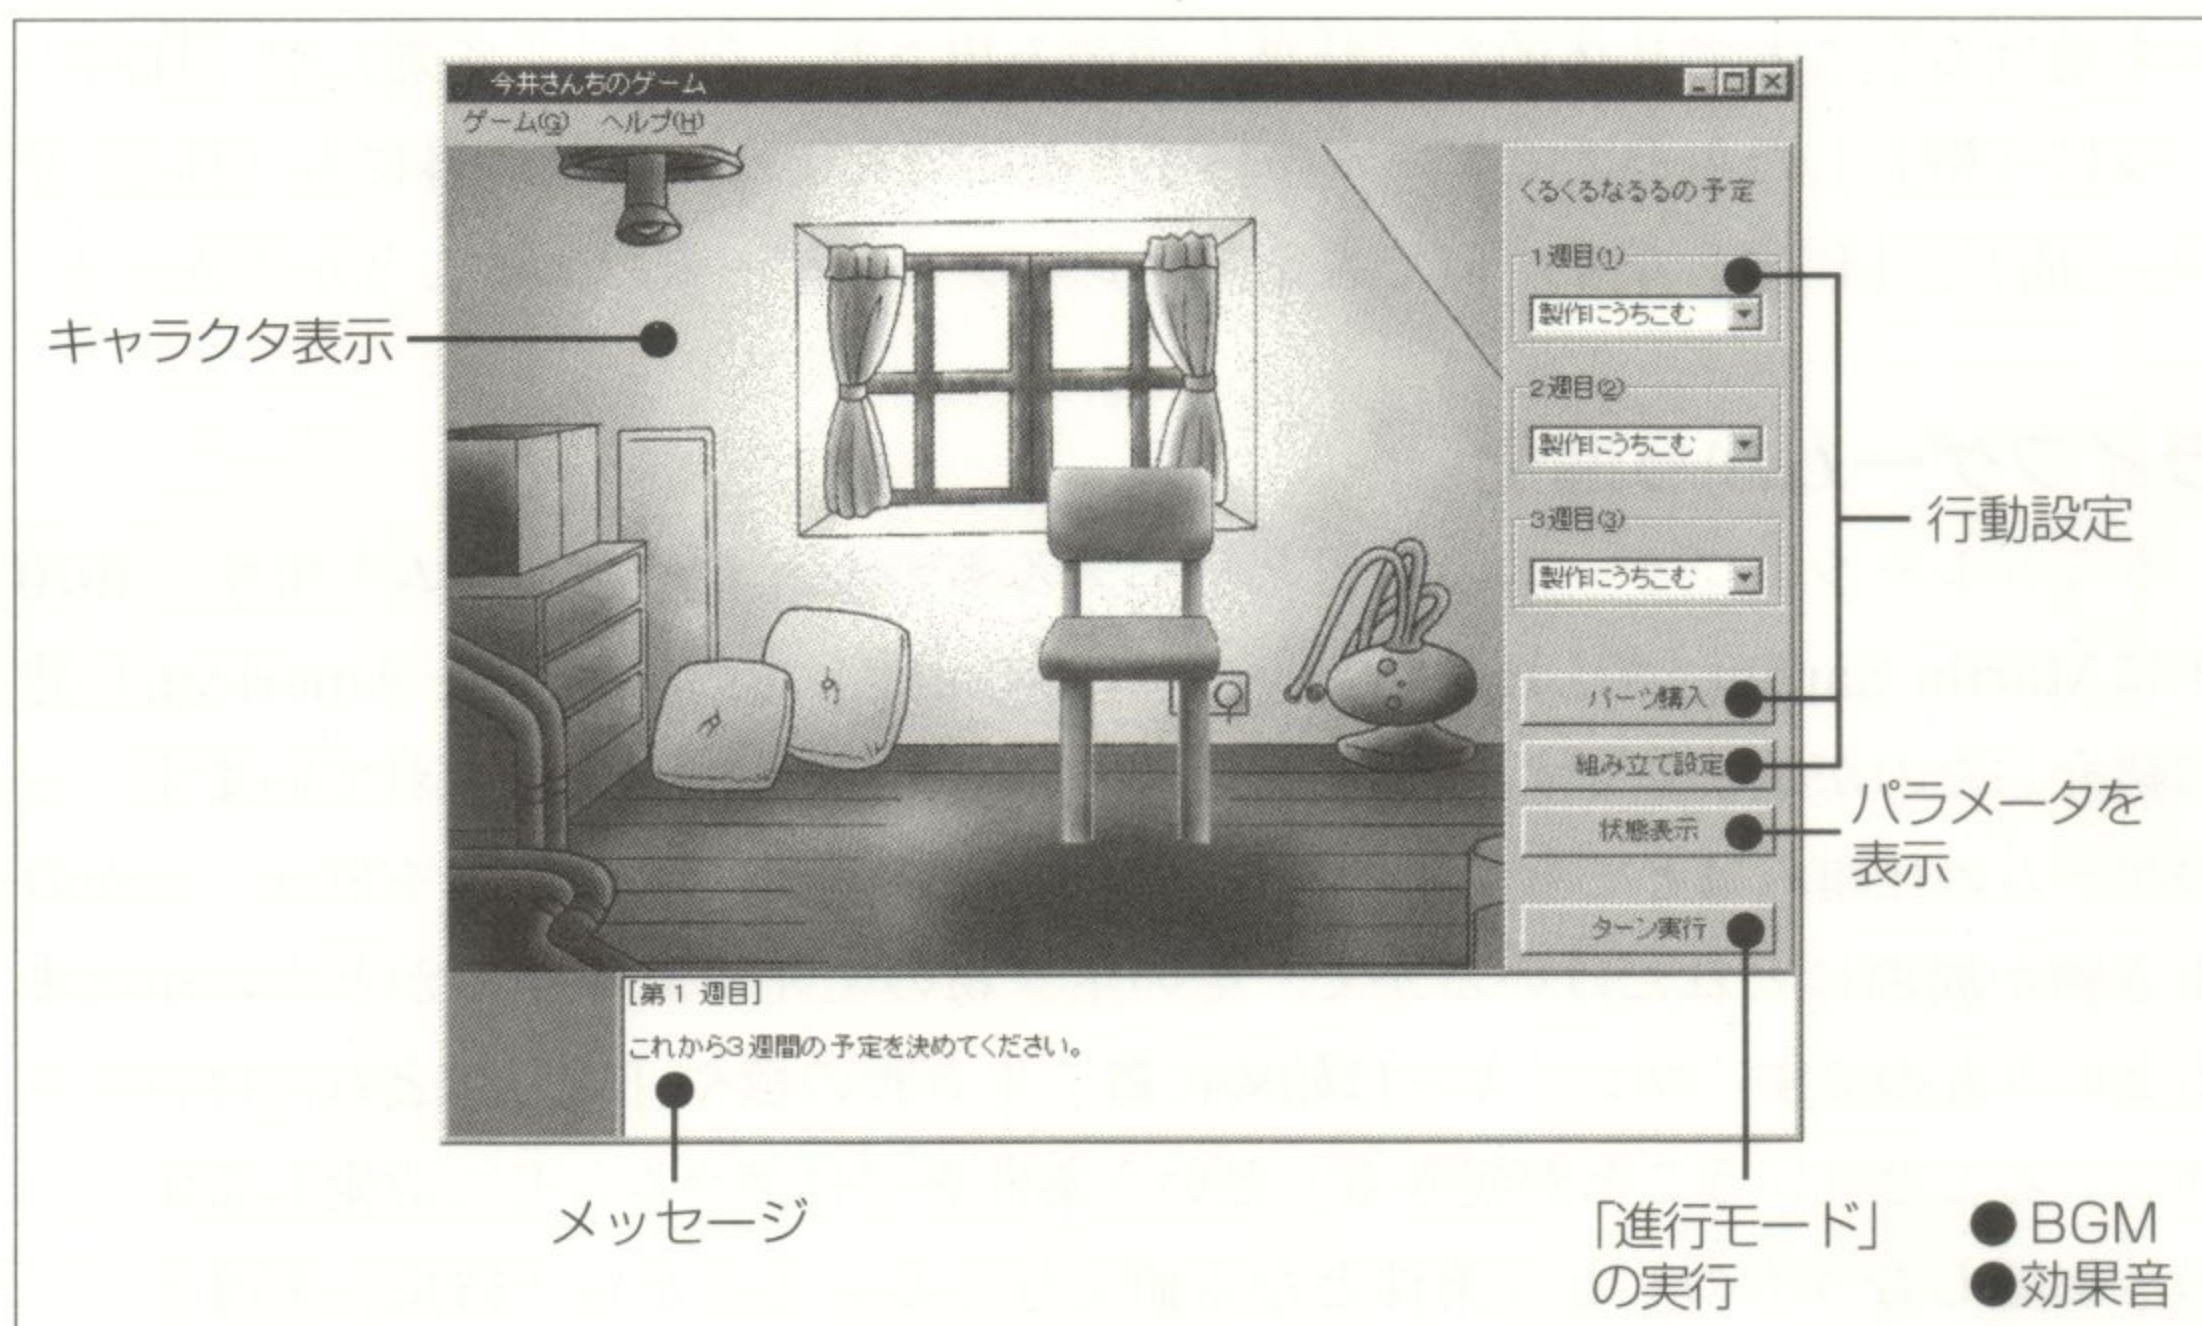 今井さんちのゲーム
ゲーム(G) ヘルプ(H)
くるくるなるるの予定
1週目(1)
製作にうちこむ
2週目(2)
製作にうちこむ
3週目(3)
製作にうちこむ
パーツ購入
組み立て設定
状態表示
ターン実行
[第1 週目]
これから3週間の予定を決めてください。
キャラクタ表示
行動設定
パラメータを
表示
メッセージ
「進行モード」
の実行
●BGM
●効果音